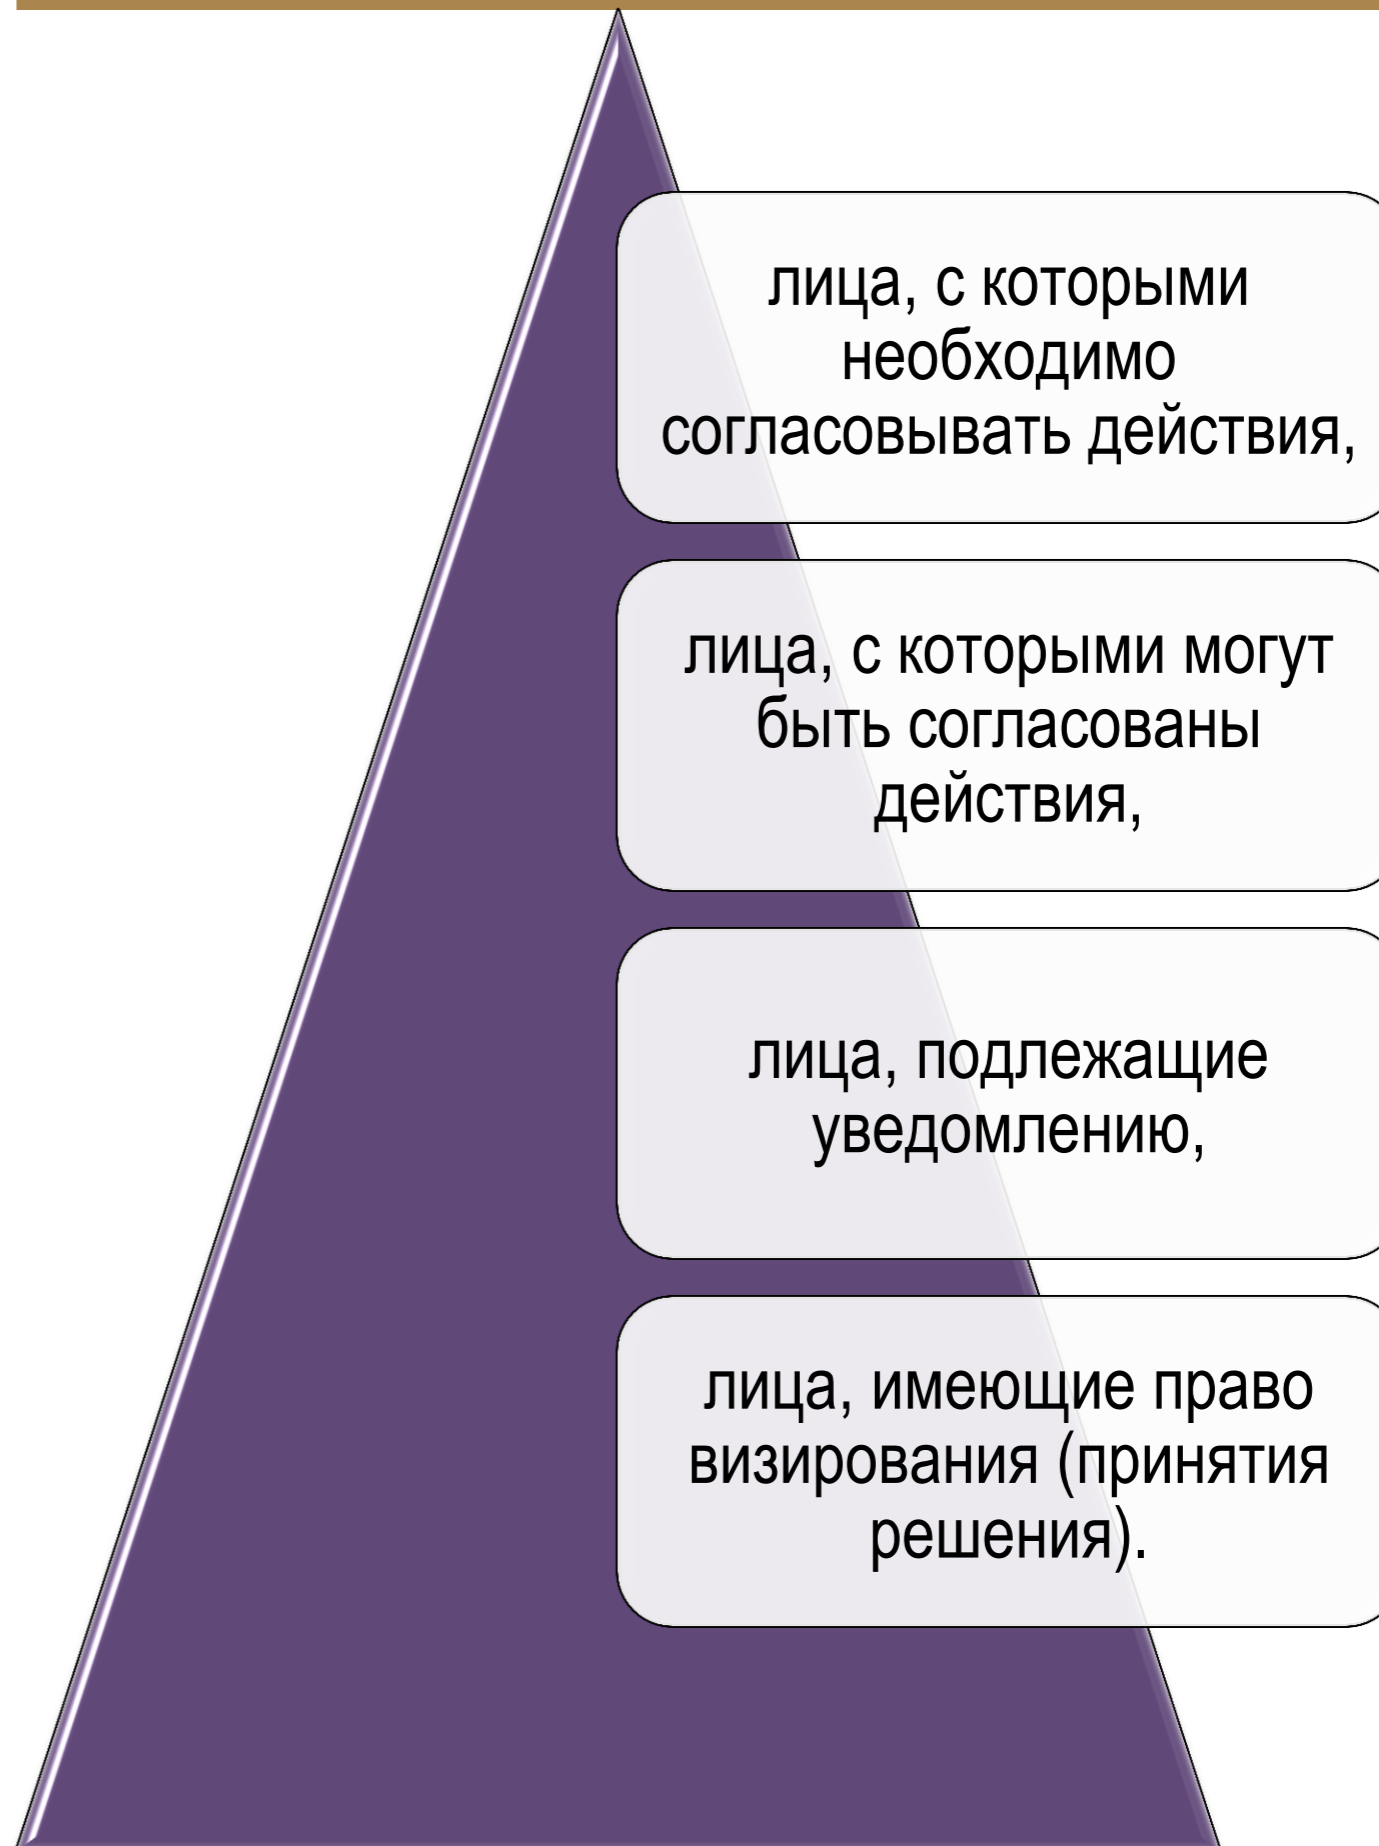 лица, с которыми
необходимо
согласовывать действия,
лица, с которыми могут
быть согласованы
действия,
лица, подлежащие
уведомлению,
лица, имеющие право
визирования (принятия
решения).